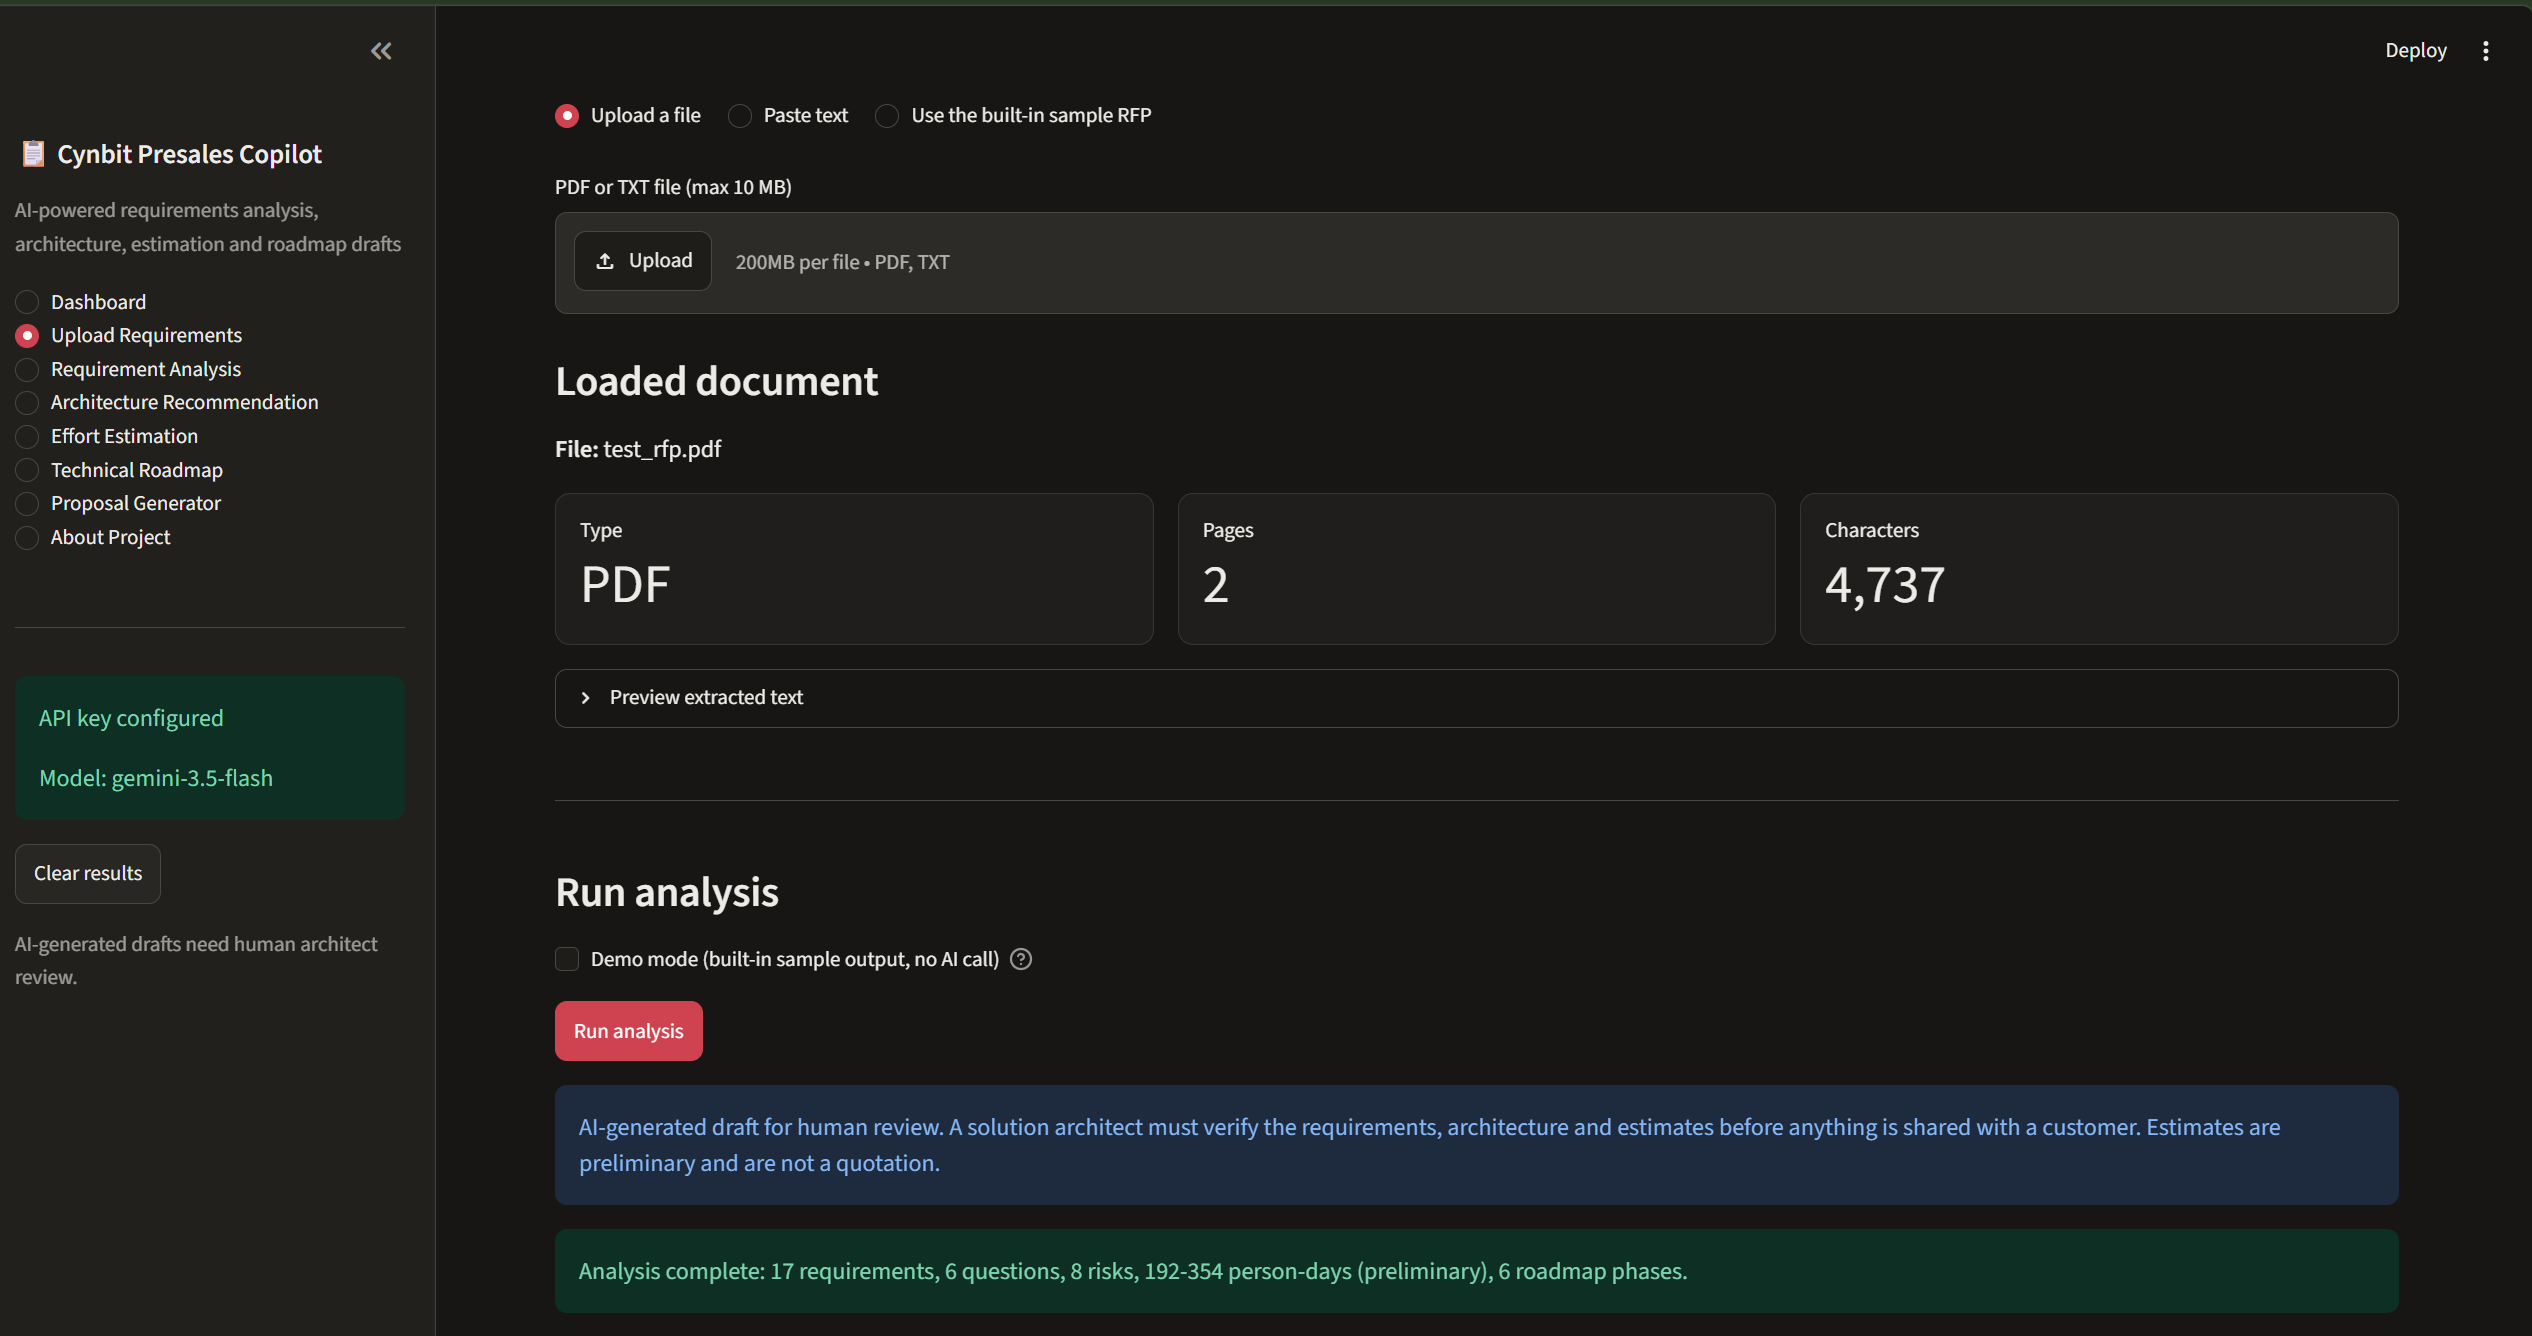 Cynbit Presales Copilot
AI-powered requirements analysis,
architecture, estimation and roadmap drafts
Dashboard
Upload Requirements
Requirement Analysis
Architecture Recommendation
Effort Estimation
Technical Roadmap
Proposal Generator
About Project
API key configured
Model: gemini-3.5-flash
Clear results
AI-generated drafts need human architect
review.
Deploy
Upload a file
Paste text
Use the built-in sample RFP
PDF or TXT file (max 10 MB)
Upload
200MB per file • PDF, TXT
Loaded document
File: test_rfp.pdf
Type
PDF
Pages
2
Characters
4,737
Preview extracted text
Run analysis
Demo mode (built-in sample output, no AI call)
Run analysis
AI-generated draft for human review. A solution architect must verify the requirements, architecture and estimates before anything is shared with a customer. Estimates are
preliminary and are not a quotation.
Analysis complete: 17 requirements, 6 questions, 8 risks, 192-354 person-days (preliminary), 6 roadmap phases.